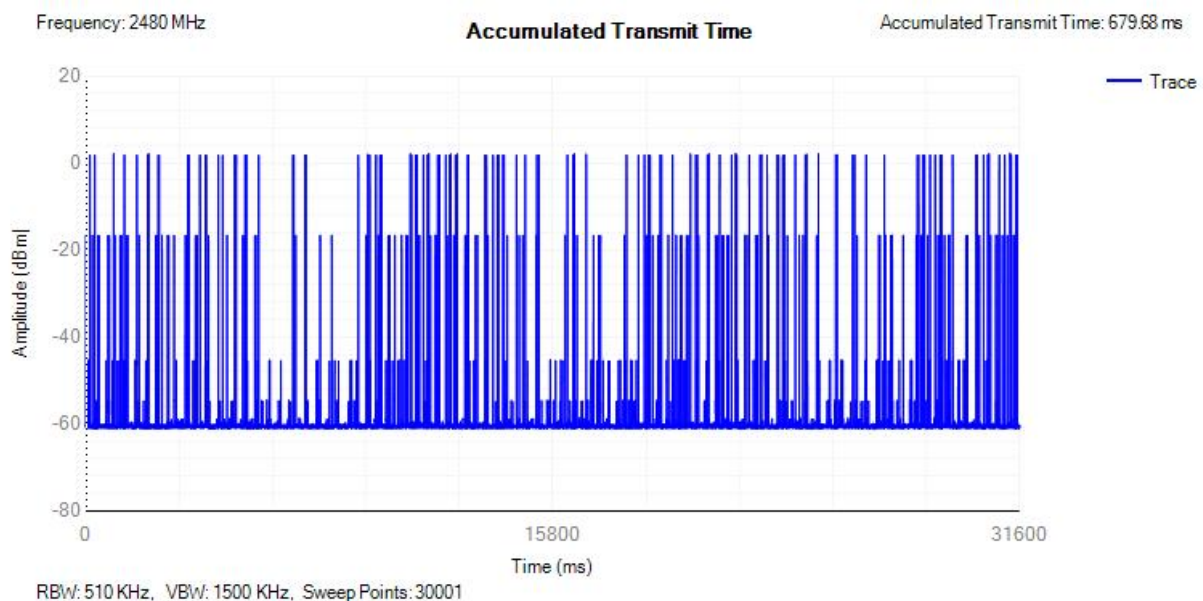 Frequency: 2480 MHz
Accumulated Transmit Time
Accumulated Transmit Time: 679.68 ms
Trace
20
0
-20
-40
-60
-80
Amplitude (dBm)
0
15800
31600
Time (ms)
RBW: 510 KHz, VBW: 1500 KHz, Sweep Points: 30001